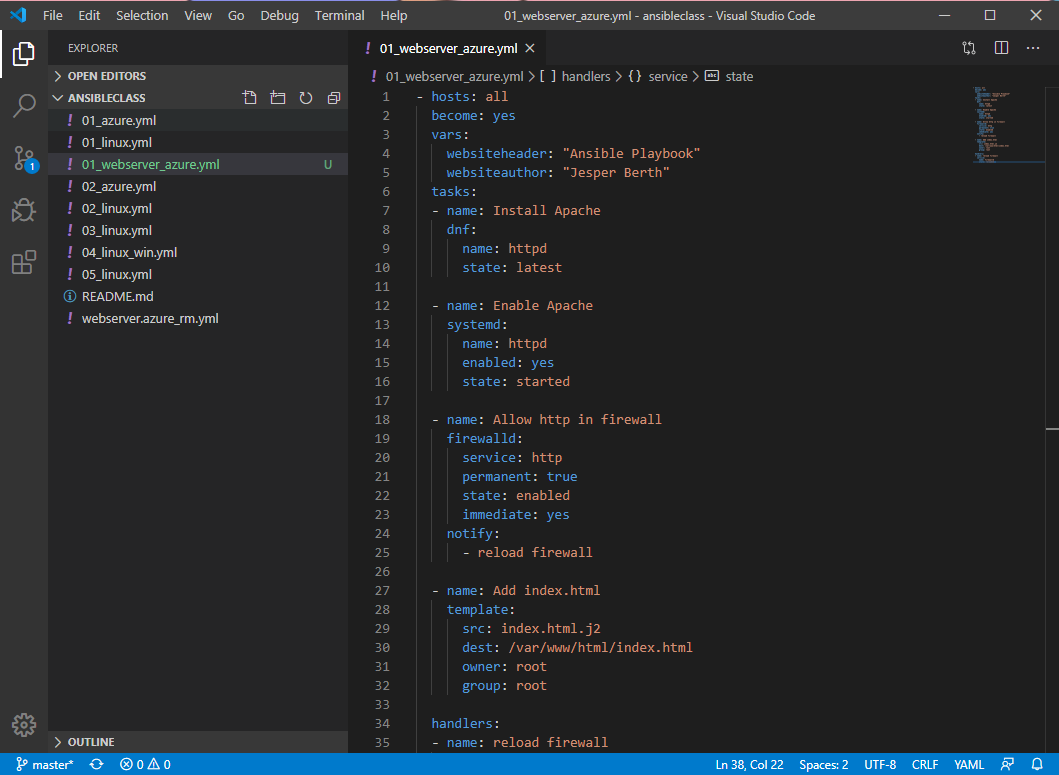 File Edit Selection View Go Debug Terminal Help 01_webserver_azure.yml - ansibleclass - Visual Studio Code
EXPLORER
OPEN EDITORS
ANSIBLECLASS
! 01_azure.yml
! 01_linux.yml
! 01_webserver_azure.yml U
! 02_azure.yml
! 02_linux.yml
! 03_linux.yml
! 04_linux_win.yml
! 05_linux.yml
README.md
! webserver.azure_rm.yml
OUTLINE
1
! 01_webserver_azure.yml
! 01_webserver_azure.yml > [ ] handlers > {} service > abc state
1 - hosts: all
2 become: yes
3 vars:
4 websiteheader: "Ansible Playbook"
5 websiteauthor: "Jesper Berth"
6 tasks:
7 - name: Install Apache
8 dnf:
9 name: httpd
10 state: latest
11
12 - name: Enable Apache
13 systemd:
14 name: httpd
15 enabled: yes
16 state: started
17
18 - name: Allow http in firewall
19 firewalld:
20 service: http
21 permanent: true
22 state: enabled
23 immediate: yes
24 notify:
25 - reload firewall
26
27 - name: Add index.html
28 template:
29 src: index.html.j2
30 dest: /var/www/html/index.html
31 owner: root
32 group: root
33
34 handlers:
35 - name: reload firewall
master* 0 0 Ln 38, Col 22 Spaces: 2 UTF-8 CRLF YAML